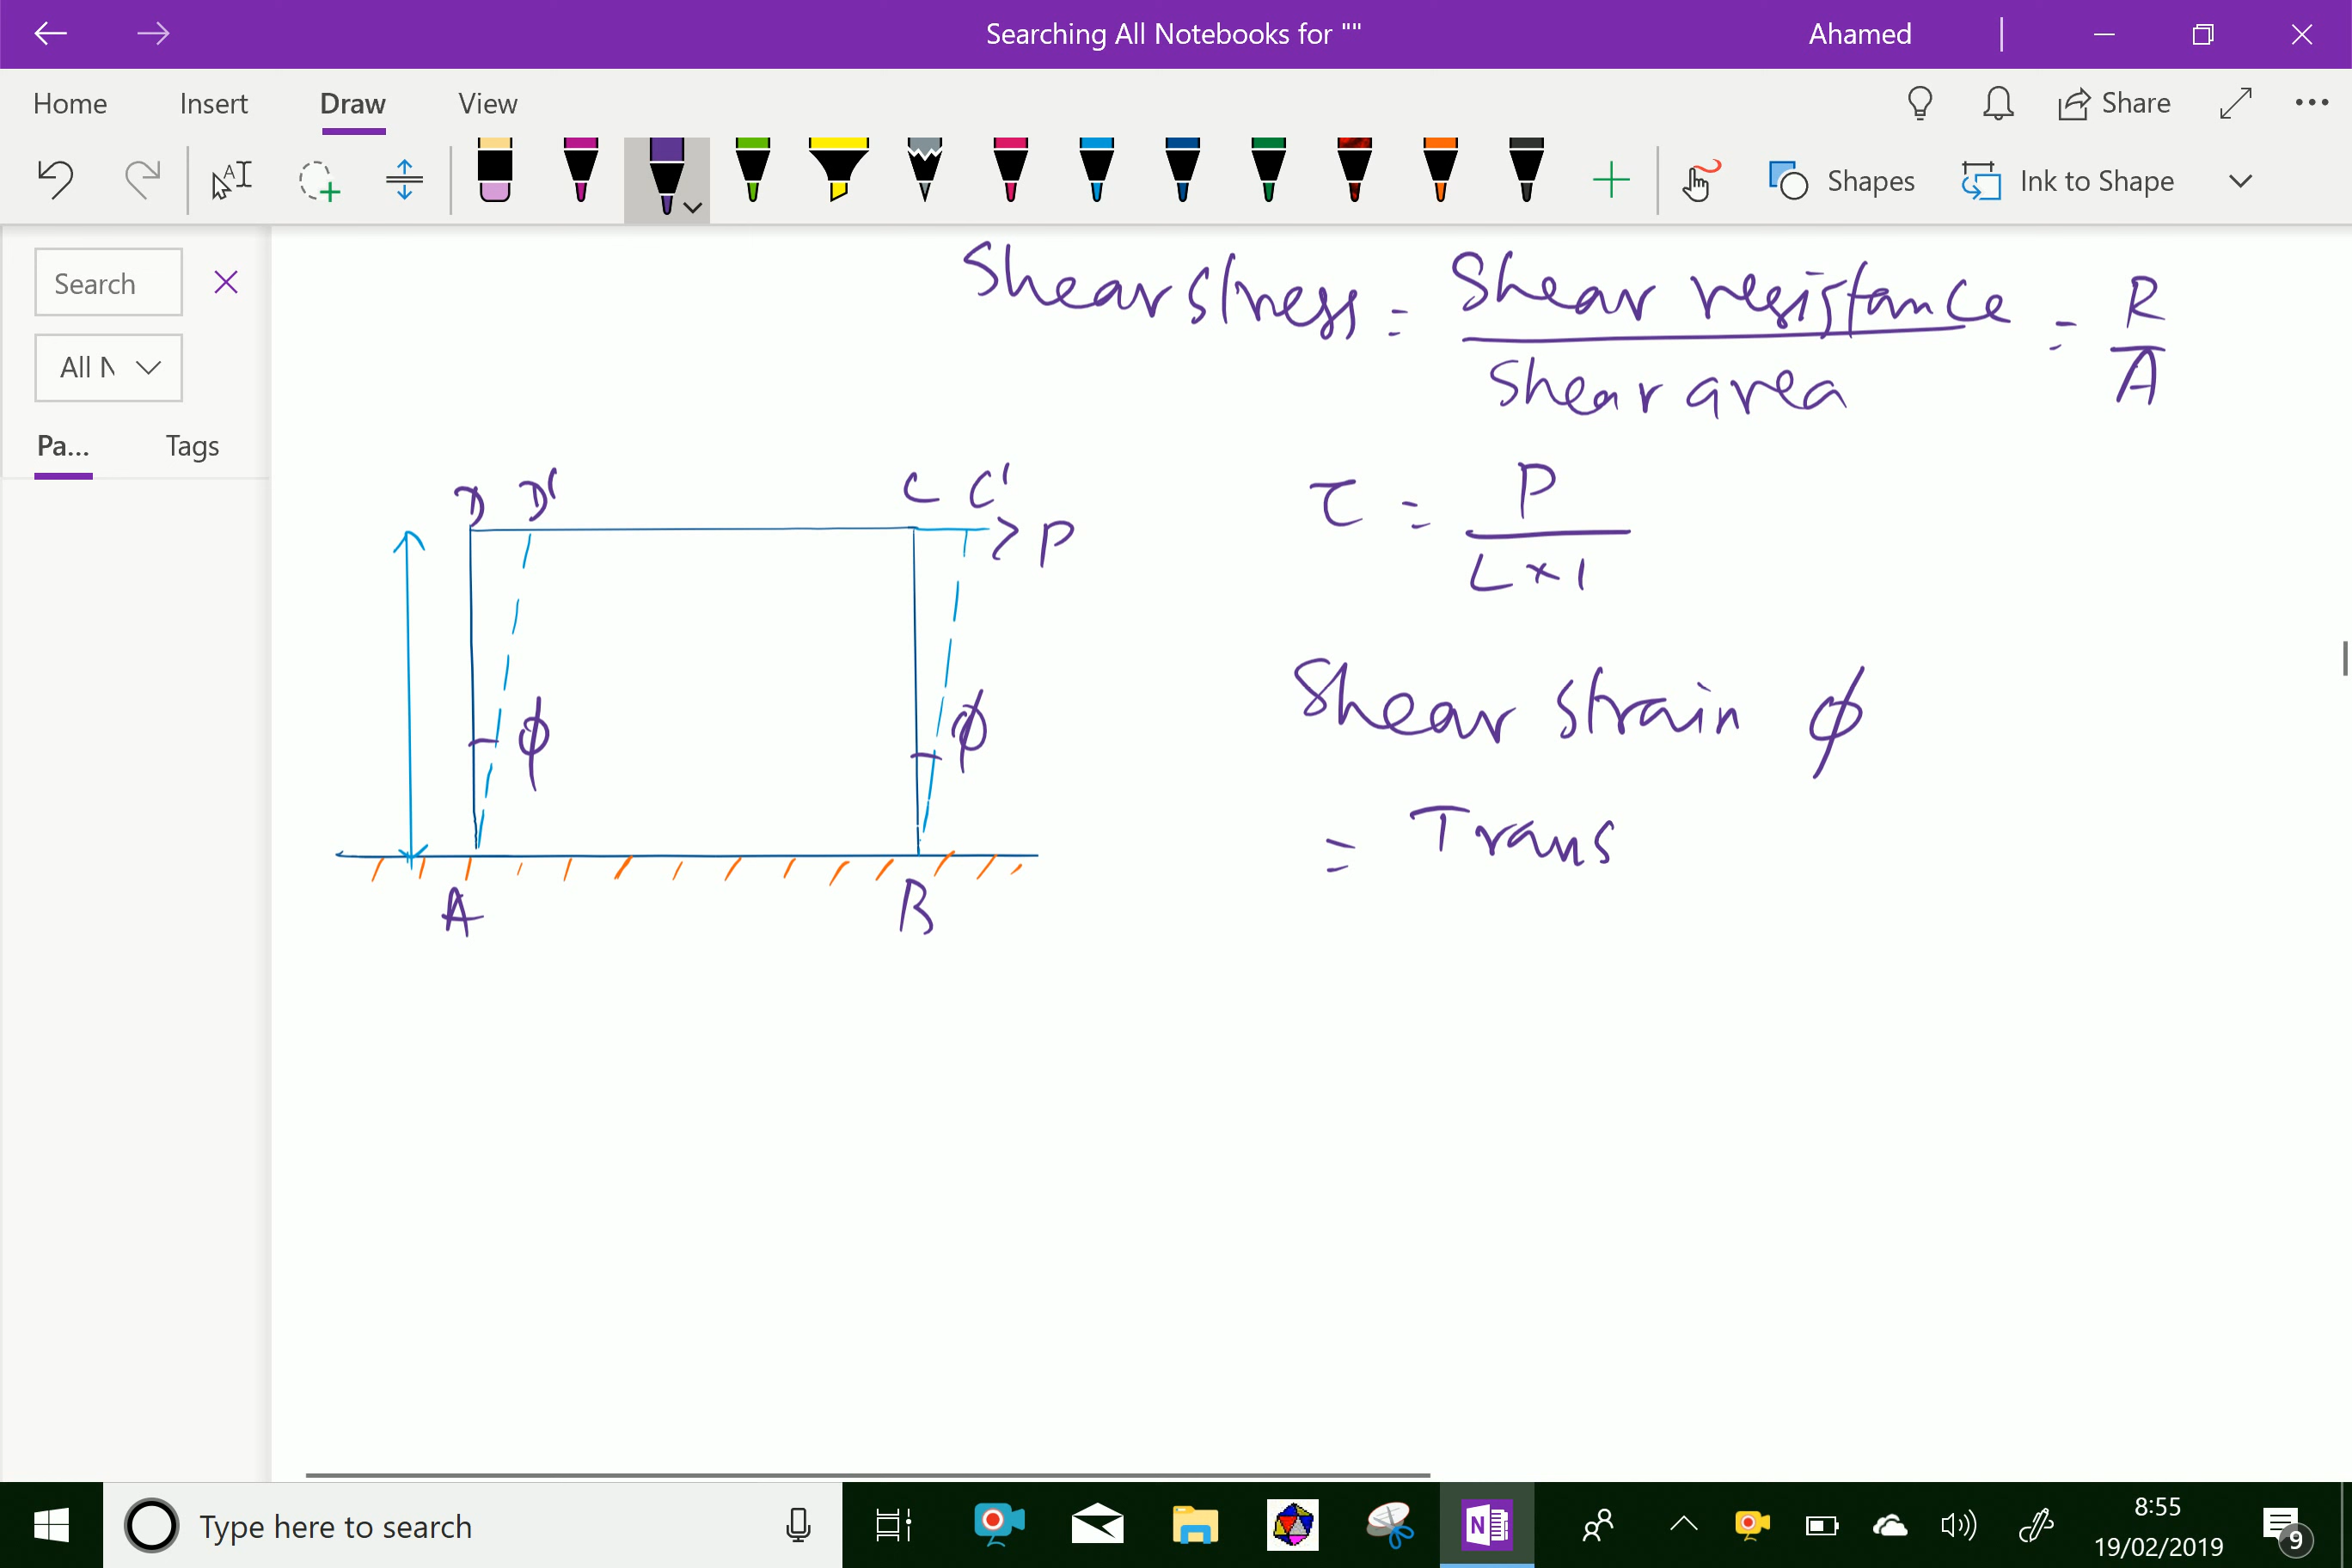 Searching All Notebooks for ""
Ahamed
Home Insert Draw View
Share
Shapes
Ink to Shape
Search
All N
Pa... Tags
Shear stress = Shear resistance = R
Shear area A
D D' C C'
P
τ = P
L × 1
ϕ ϕ
Shear strain ϕ
= Trans
A B
Type here to search
N
8:55
19/02/2019
9